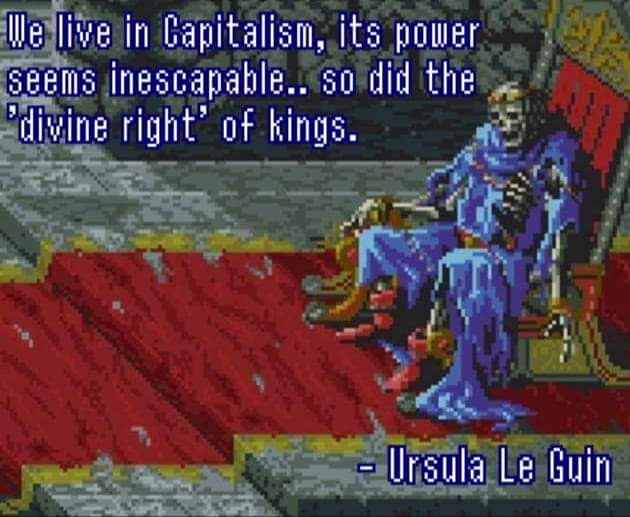 We live in Capitalism, its power
seems inescapable.. so did the
'divine right' of kings.
- Ursula Le Guin